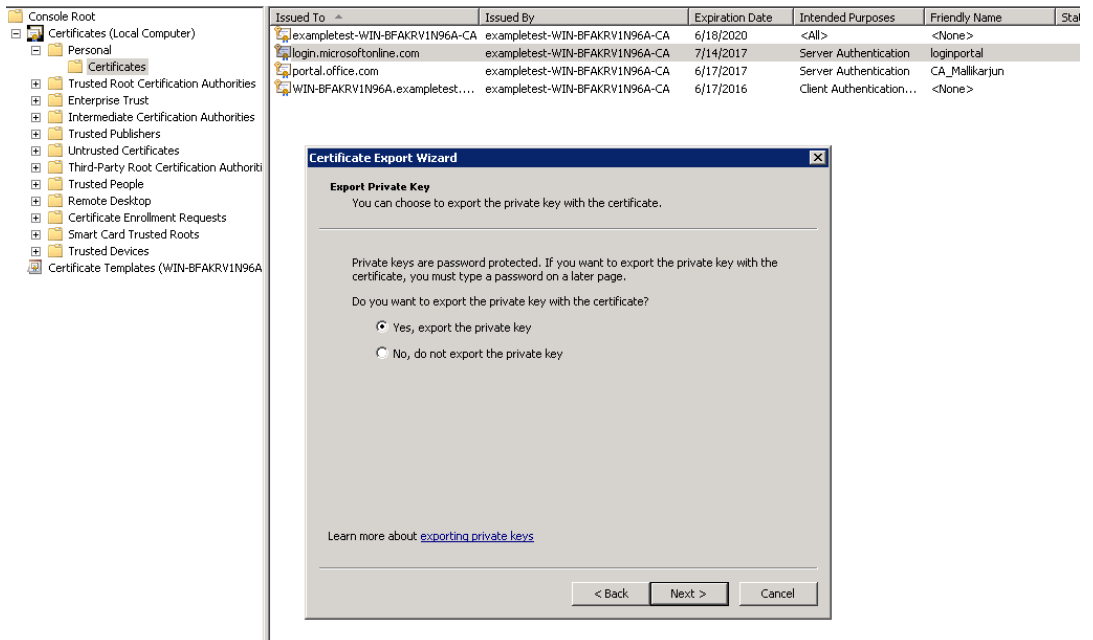 Console Root
Certificates (Local Computer)
Personal
Certificates
Trusted Root Certification Authorities
Enterprise Trust
Intermediate Certification Authorities
Trusted Publishers
Untrusted Certificates
Third-Party Root Certification Authoriti
Trusted People
Remote Desktop
Certificate Enrollment Requests
Smart Card Trusted Roots
Trusted Devices
Certificate Templates (WIN-BFAKRV1N96A
Issued To Issued By Expiration Date Intended Purposes Friendly Name Stat
exampletest-WIN-BFAKRV1N96A-CA exampletest-WIN-BFAKRV1N96A-CA 6/18/2020 <All> <None>
login.microsoftonline.com exampletest-WIN-BFAKRV1N96A-CA 7/14/2017 Server Authentication loginportal
portal.office.com exampletest-WIN-BFAKRV1N96A-CA 6/17/2017 Server Authentication CA_Mallikarjun
WIN-BFAKRV1N96A.exampletest.... exampletest-WIN-BFAKRV1N96A-CA 6/17/2016 Client Authentication... <None>
Certificate Export Wizard
Export Private Key
You can choose to export the private key with the certificate.
Private keys are password protected. If you want to export the private key with the
certificate, you must type a password on a later page.
Do you want to export the private key with the certificate?
Yes, export the private key
No, do not export the private key
Learn more about exporting private keys
< Back Next > Cancel